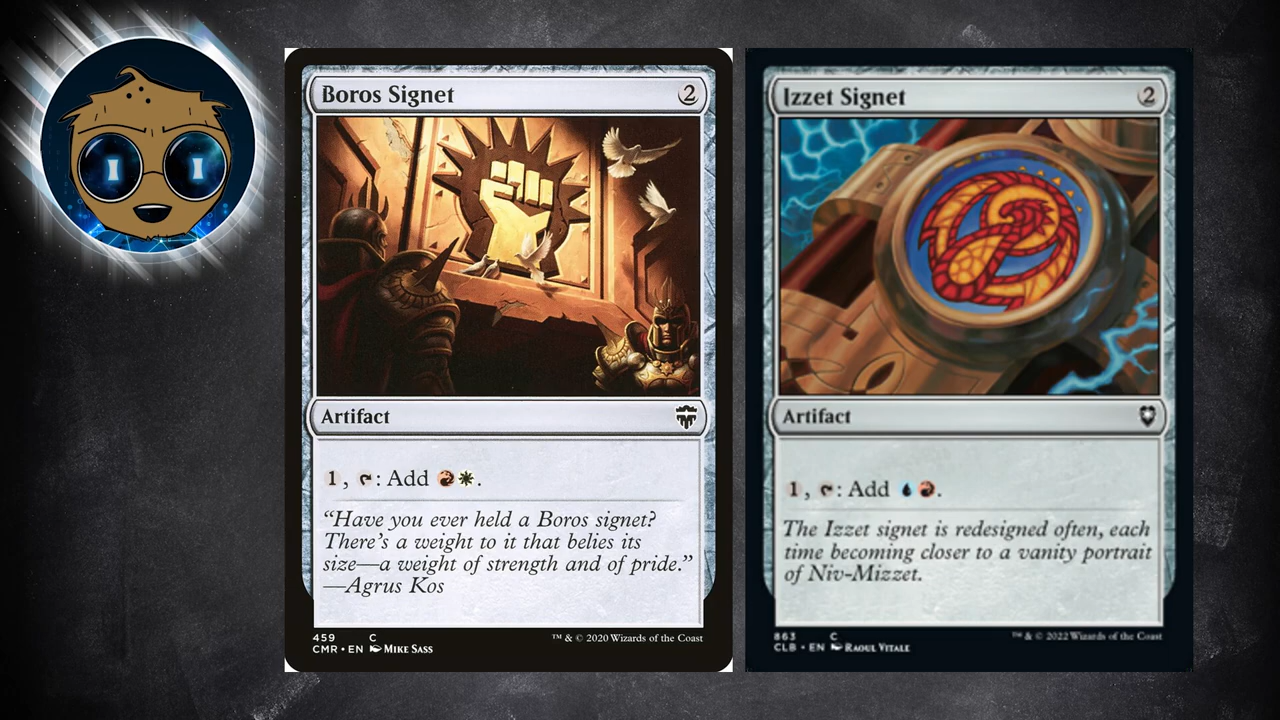 Boros Signet 2
Artifact
1, : Add .
“Have you ever held a Boros signet?
There’s a weight to it that belies its
size—a weight of strength and of pride.”
—Agrus Kos
459 C
CMR • EN Mike Sass
™ & © 2020 Wizards of the Coast
Izzet Signet 2
Artifact
1, : Add .
The Izzet signet is redesigned often, each
time becoming closer to a vanity portrait
of Niv-Mizzet.
863 C
CLB • EN Raoul Vitale
™ & © 2022 Wizards of the Coast